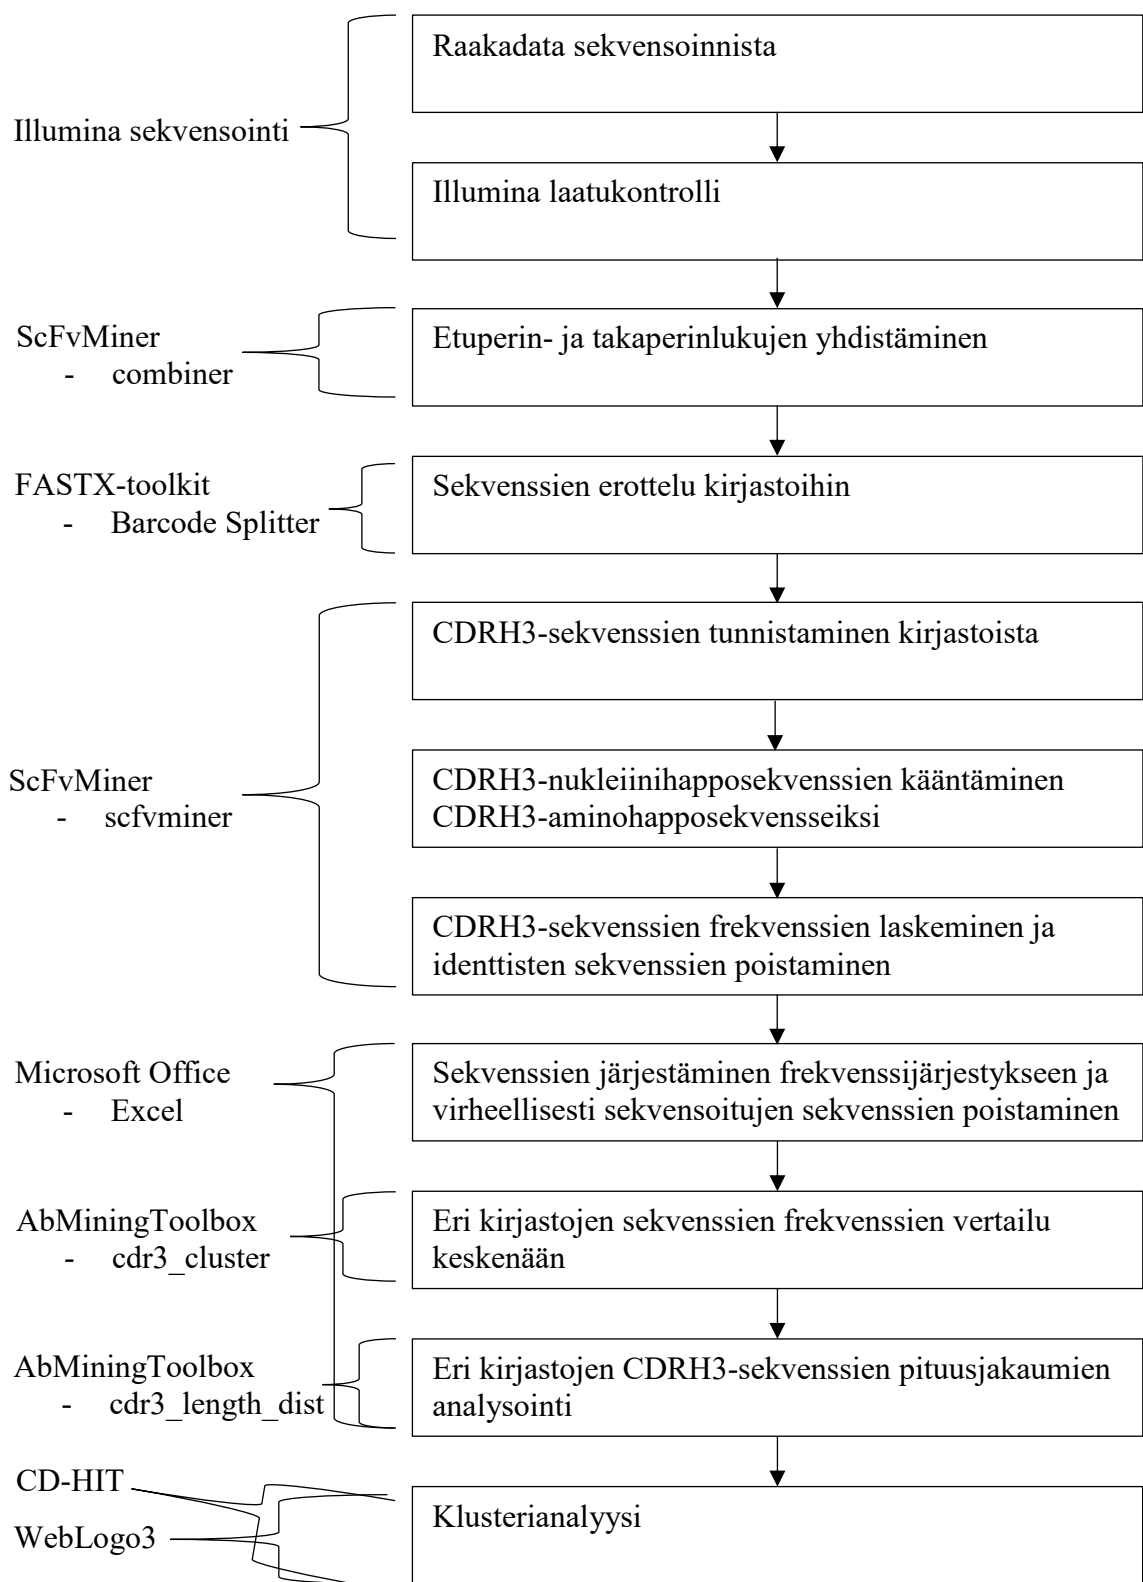 Raakadata sekvensoinnista
Illumina sekvensointi
Illumina laatukontrolli
ScFvMiner
- combiner
Etuperin- ja takaperinlukujen yhdistäminen
FASTX-toolkit
- Barcode Splitter
Sekvenssien erottelu kirjastoihin
CDRH3-sekvenssien tunnistaminen kirjastoista
ScFvMiner
- scfvminer
CDRH3-nukleiinihapposekvenssien kääntäminen
CDRH3-aminohapposekvensseiksi
CDRH3-sekvenssien frekvenssien laskeminen ja
identtisten sekvenssien poistaminen
Microsoft Office
- Excel
Sekvenssien järjestäminen frekvenssijärjestykseen ja
virheellisesti sekvensoitujen sekvenssien poistaminen
AbMiningToolbox
- cdr3_cluster
Eri kirjastojen sekvenssien frekvenssien vertailu
keskenään
AbMiningToolbox
- cdr3_length_dist
Eri kirjastojen CDRH3-sekvenssien pituusjakaumien
analysointi
CD-HIT
WebLogo3
Klusterianalyysi